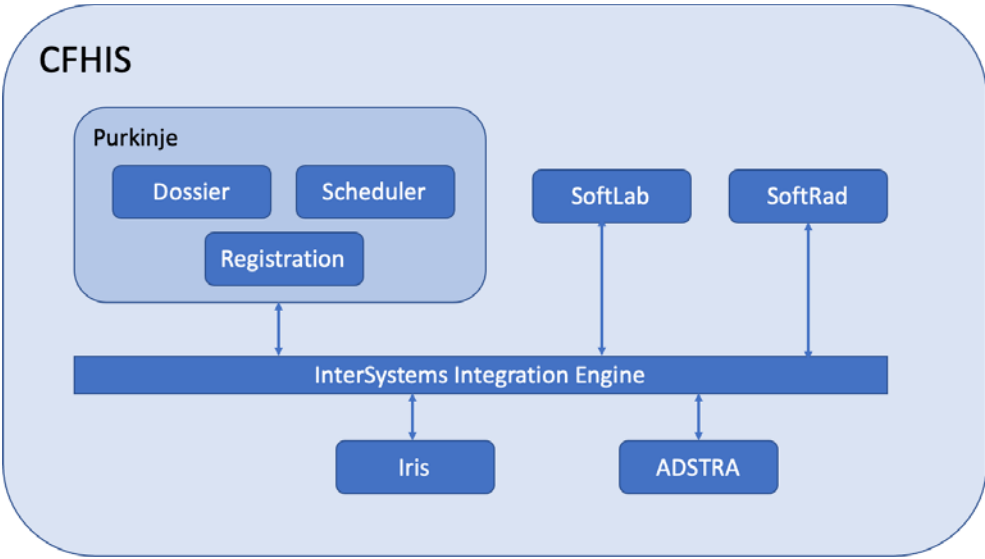 CFHIS
Purkinje
Dossier
Scheduler
Registration
SoftLab
SoftRad
InterSystems Integration Engine
Iris
ADSTRA